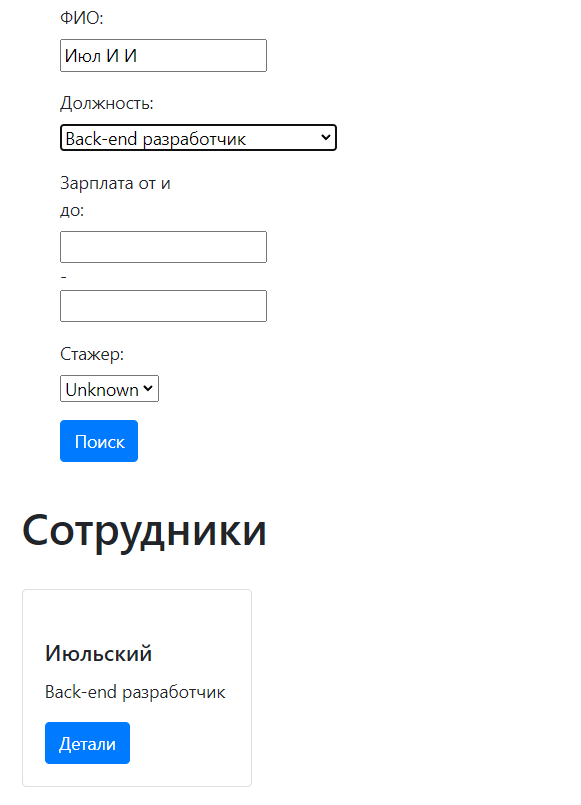 ФИО:
Июл И И
Должность:
Back-end разработчик
Зарплата от и
до:
-
Стажер:
Unknown
Поиск
Сотрудники
Июльский
Back-end разработчик
Детали